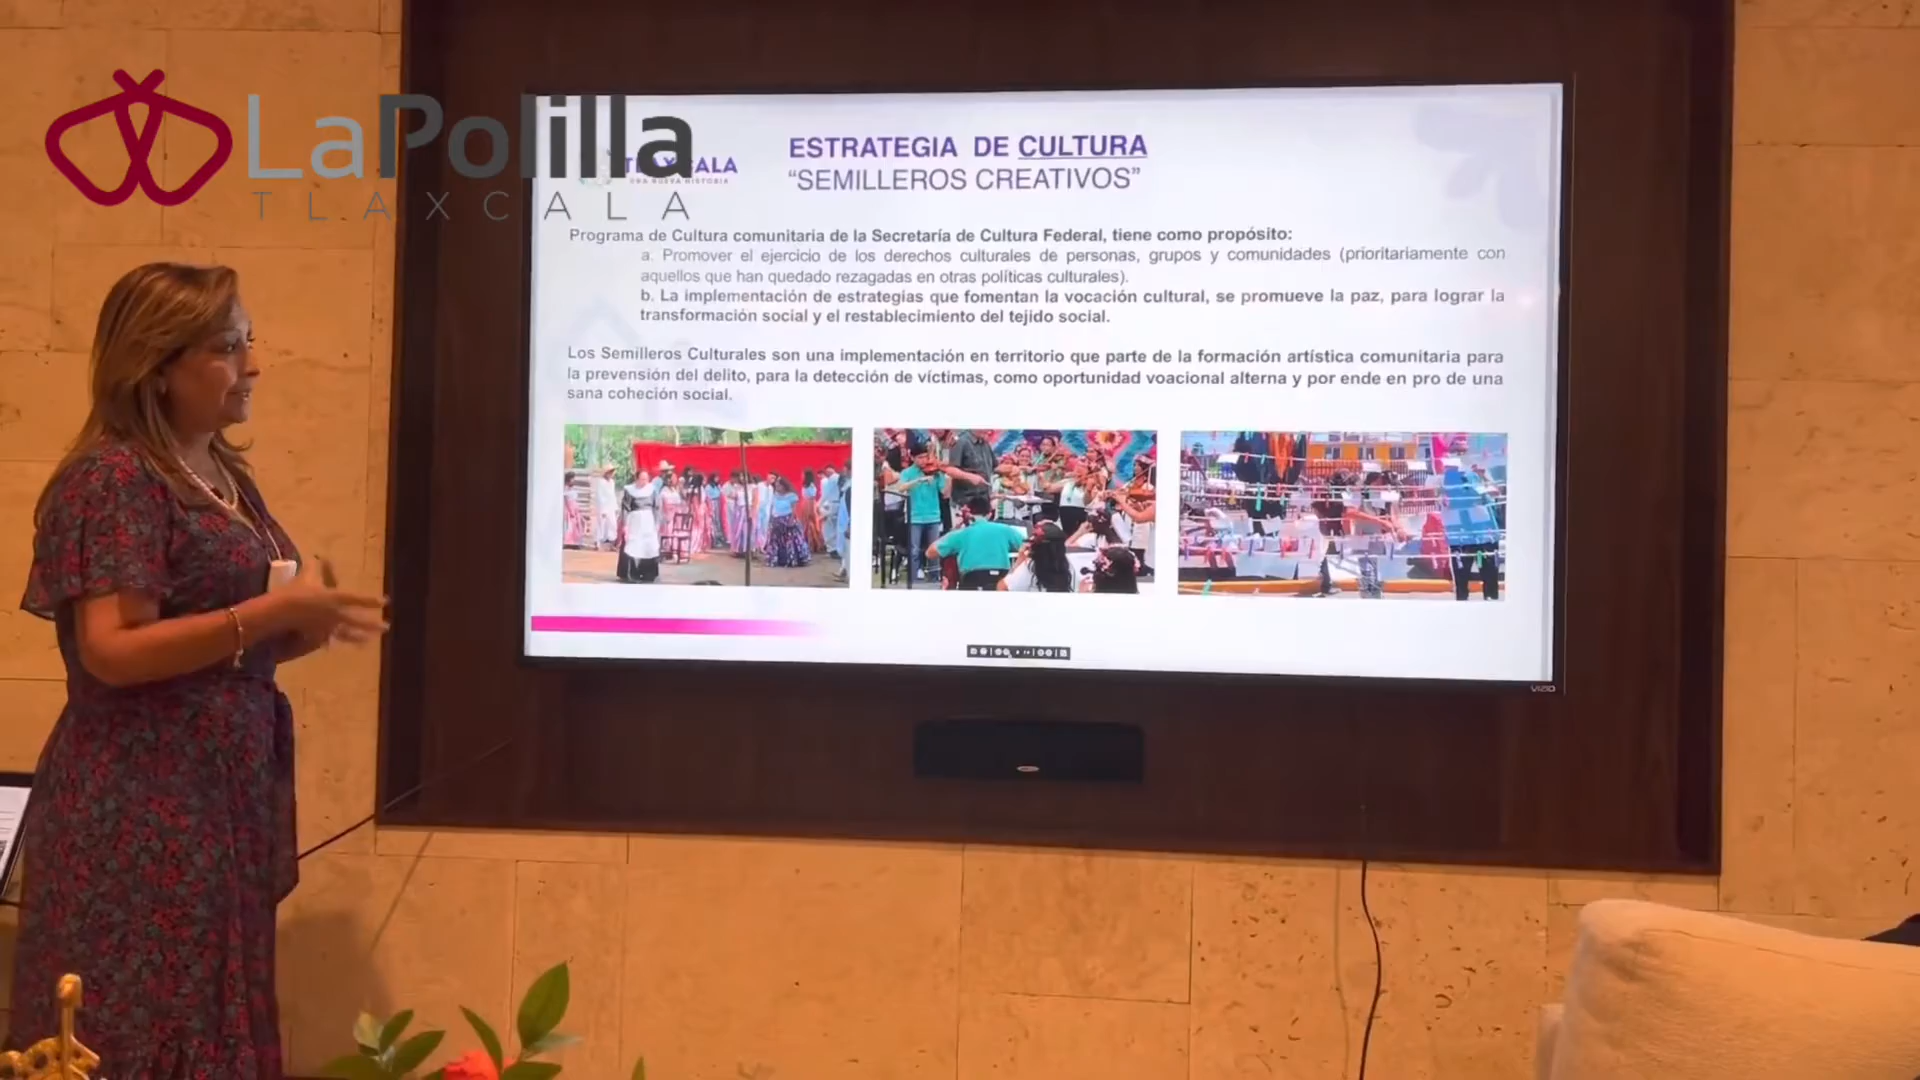 LaPolilla
TLAXCALA
ESTRATEGIA DE CULTURA
“SEMILLEROS CREATIVOS”
Programa de Cultura comunitaria de la Secretaría de Cultura Federal, tiene como propósito:
a. Promover el ejercicio de los derechos culturales de personas, grupos y comunidades (prioritariamente con
aquellos que han quedado rezagadas en otras políticas culturales).
b. La implementación de estrategias que fomentan la vocación cultural, se promueve la paz, para lograr la
transformación social y el restablecimiento del tejido social.
Los Semilleros Culturales son una implementación en territorio que parte de la formación artística comunitaria para
la prevención del delito, para la detección de víctimas, como oportunidad voacional alterna y por ende en pro de una
sana coheción social.
VIZIO